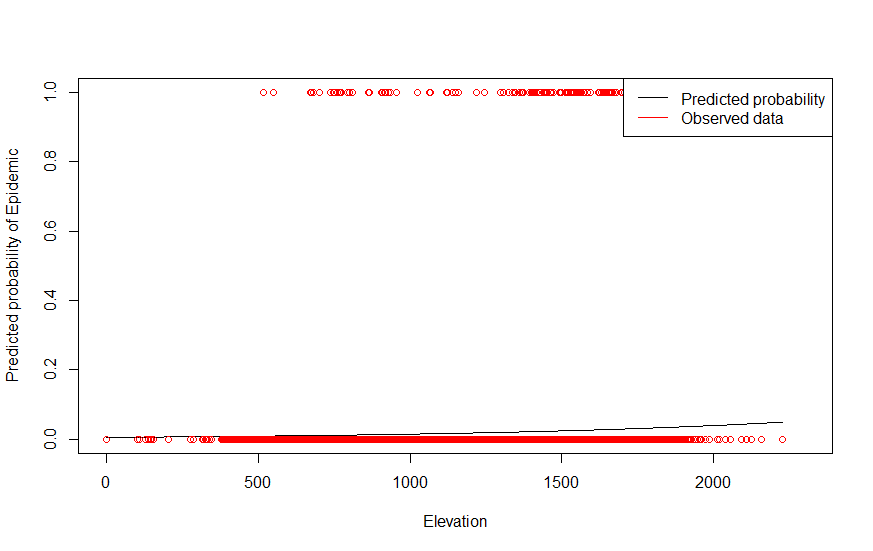 Predicted probability of Epidemic
1.0
0.8
0.6
0.4
0.2
0.0
Predicted probability
Observed data
0 500 1000 1500 2000
Elevation